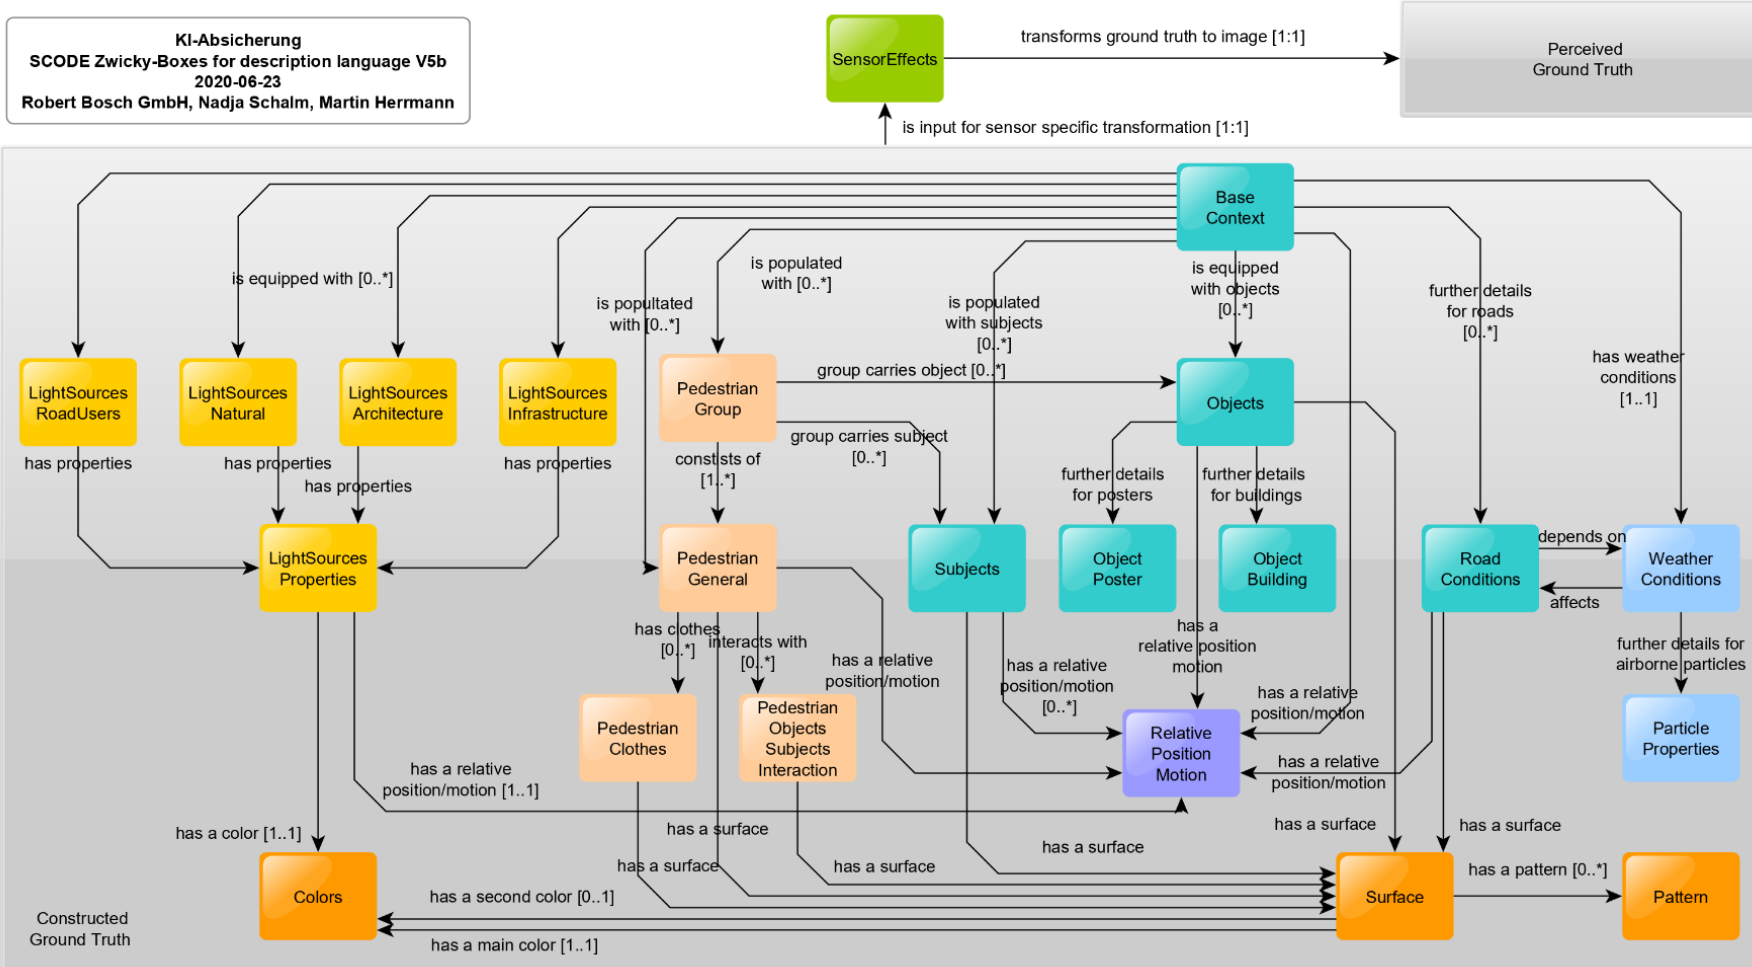 KI-Absicherung
SCODE Zwicky-Boxes for description language V5b
2020-06-23
Robert Bosch GmbH, Nadja Schalm, Martin Herrmann
SensorEffects
transforms ground truth to image [1:1]
Perceived
Ground Truth
is input for sensor specific transformation [1:1]
Base
Context
is equipped with [0..*]
is popultated
with [0..*]
is populated
with [0..*]
is populated
with subjects
[0..*]
is equipped
with objects
[0..*]
further details
for roads
[0..*]
has weather
conditions
[1..1]
LightSources
RoadUsers
LightSources
Natural
LightSources
Architecture
LightSources
Infrastructure
Pedestrian
Group
group carries object [0..*]
Objects
has properties
has properties
has properties
has properties
constists of
[1..*]
group carries subject
[0..*]
further details
for posters
further details
for buildings
LightSources
Properties
Pedestrian
General
Subjects
Object
Poster
Object
Building
Road
Conditions
depends on
affects
Weather
Conditions
has clothes
[0..*]
interacts with
[0..*]
has a relative
position/motion
has a relative
position/motion
[0..*]
has a
relative position
motion
has a relative
position/motion
further details for
airborne particles
Pedestrian
Clothes
Pedestrian
Objects
Subjects
Interaction
Relative
Position
Motion
has a relative
position/motion
Particle
Properties
has a relative
position/motion [1..1]
has a color [1..1]
has a surface
has a surface
has a surface
has a surface
has a surface
has a surface
Constructed
Ground Truth
Colors
has a second color [0..1]
has a main color [1..1]
Surface
has a pattern [0..*]
Pattern